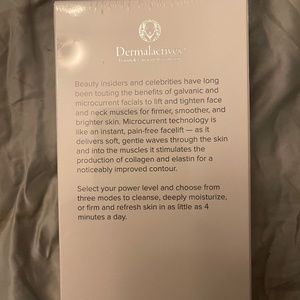 Dermalactives
Beauty insiders and celebrities have long
been touting the benefits of galvanic and
microcurrent facials to lift and tighten face
and neck muscles for firmer, smoother, and
brighter skin. Microcurrent technology is
like an instant, pain-free facelift — as it
delivers soft, gentle waves through the skin
and into the muscles it stimulates the
production of collagen and elastin for a
noticeably improved contour.
Select your power level and choose from
three modes to cleanse, deeply moisturize,
or firm and refresh skin in as little as 4
minutes a day.